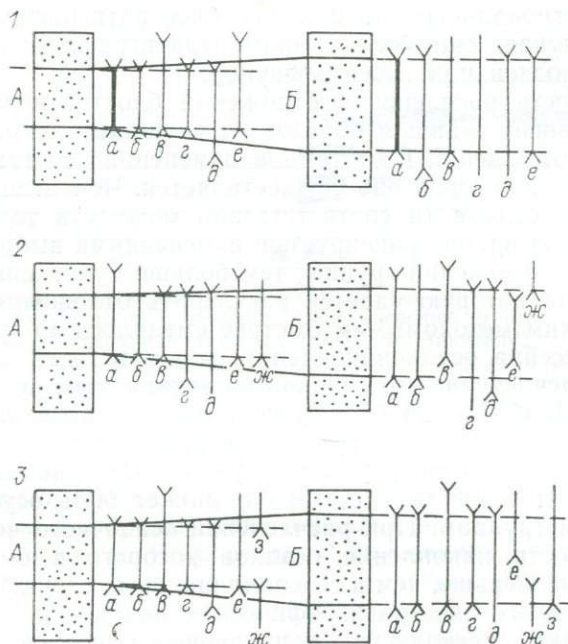 1
А
Б
а б в г д е
а б в г д е
2
А
Б
а б в г д е ж
а б в г д е ж
3
А
Б
а б в г д е ж з
а б в г д е ж з